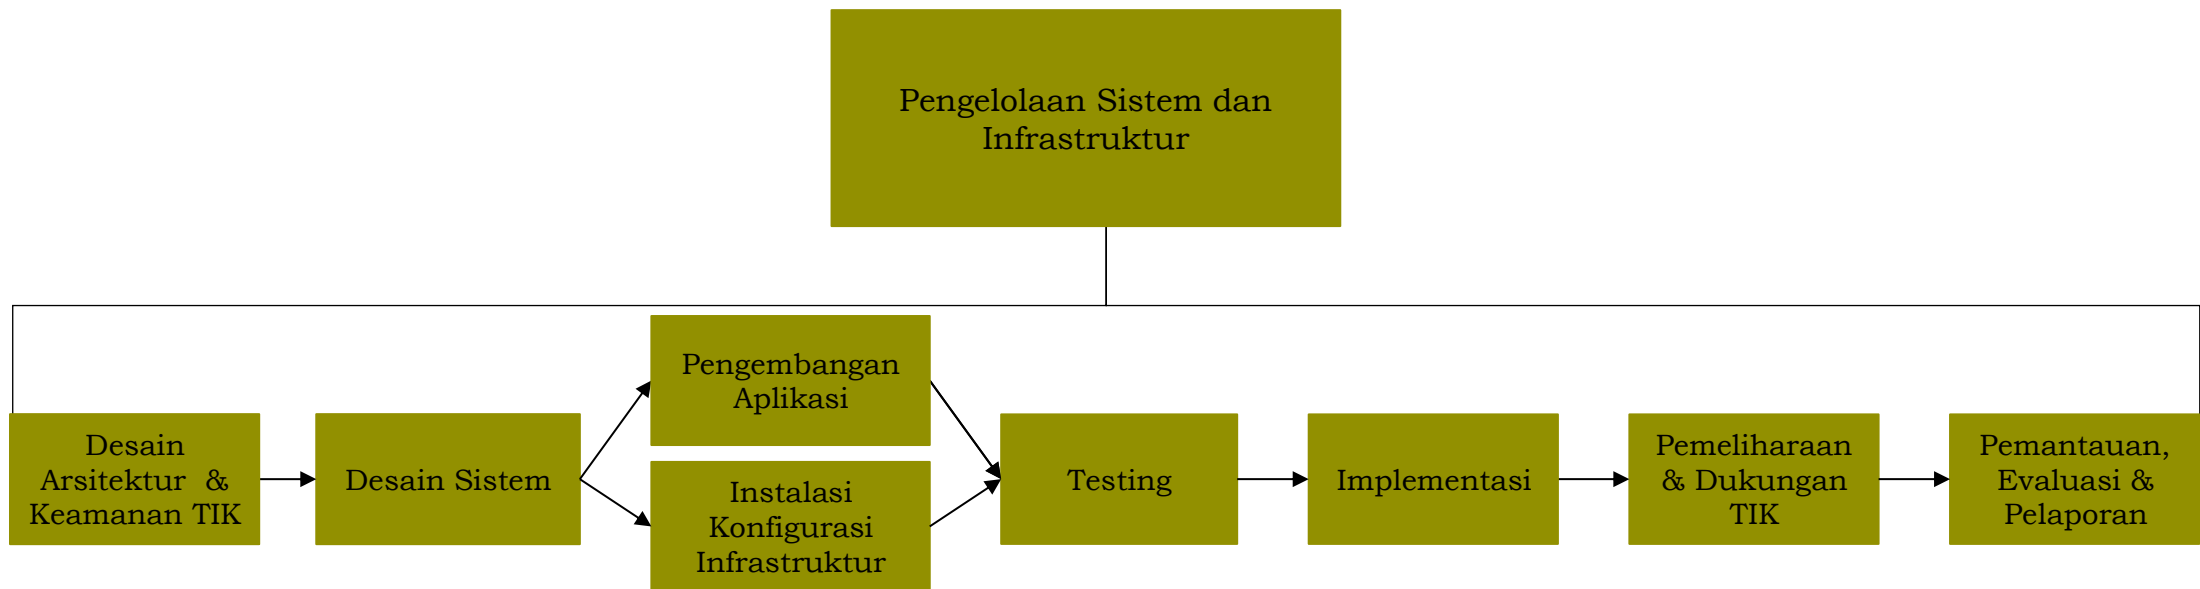 Pengelolaan Sistem dan
Infrastruktur
Desain
Arsitektur & 
Keamanan TIK
Desain Sistem
Pengembangan
Aplikasi
Instalasi
Konfigurasi
Infrastruktur
Testing
Implementasi
Pemeliharaan
& Dukungan
TIK
Pemantauan,
Evaluasi &
Pelaporan